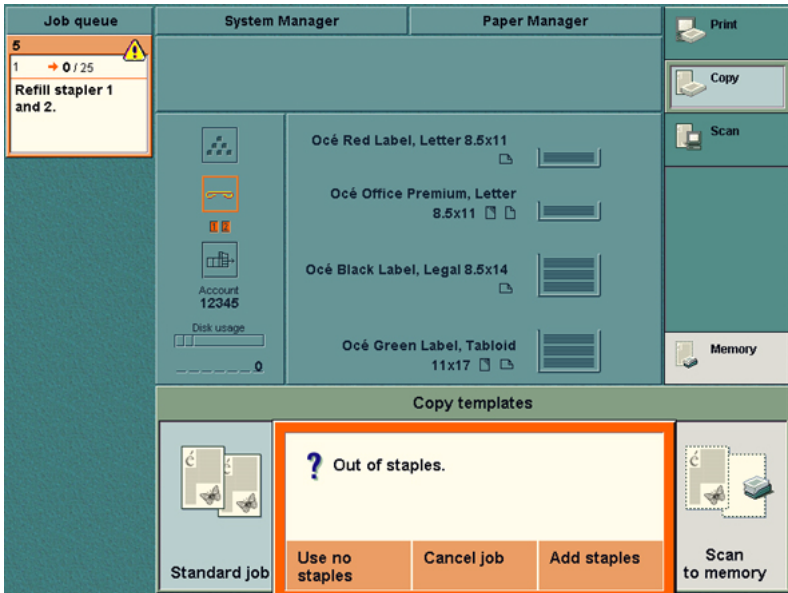 Job queue
System Manager
Paper Manager
Print
5
1 → 0 / 25
Refill stapler 1
and 2.
Copy
Scan
Océ Red Label, Letter 8.5x11
Océ Office Premium, Letter
8.5x11
1 2
Océ Black Label, Legal 8.5x14
Account
12345
Disk usage
Océ Green Label, Tabloid
11x17
_ _ _ _ _ _ 0
Memory
Copy templates
é
é
? Out of staples.
é
Use no
staples
Cancel job
Add staples
Standard job
Scan
to memory